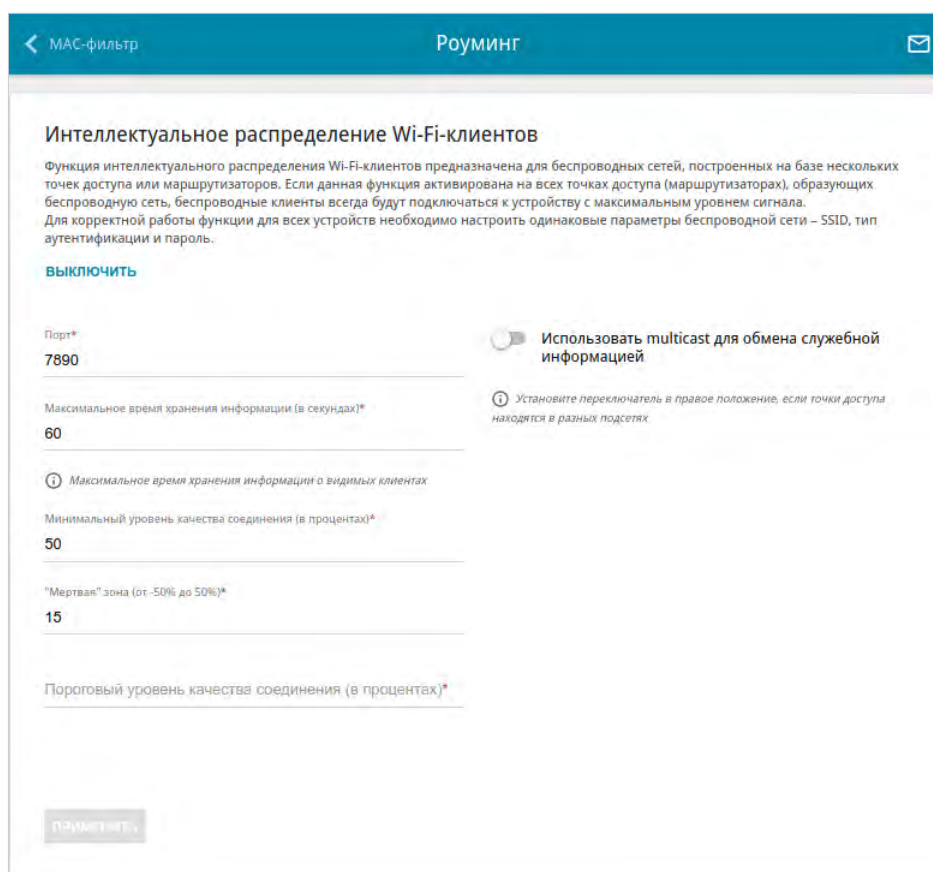 МАС-фильтр
Роуминг
Интеллектуальное распределение Wi-Fi-клиентов
Функция интеллектуального распределения Wi-Fi-клиентов предназначена для беспроводных сетей, построенных на базе нескольких
точек доступа или маршрутизаторов. Если данная функция активирована на всех точках доступа (маршрутизаторах), образующих
беспроводную сеть, беспроводные клиенты всегда будут подключаться к устройству с максимальным уровнем сигнала.
Для корректной работы функции для всех устройств необходимо настроить одинаковые параметры беспроводной сети – SSID, тип
аутентификации и пароль.
ВЫКЛЮЧИТЬ
Порт*
7890
Максимальное время хранения информации (в секундах)*
60
Максимальное время хранения информации о видимых клиентах
Минимальный уровень качества соединения (в процентах)*
50
"Мертвая" зона (от -50% до 50%)*
15
Пороговый уровень качества соединения (в процентах)*
Использовать multicast для обмена служебной
информацией
Установите переключатель в правое положение, если точки доступа
находятся в разных подсетях
ПРИМЕНИТЬ